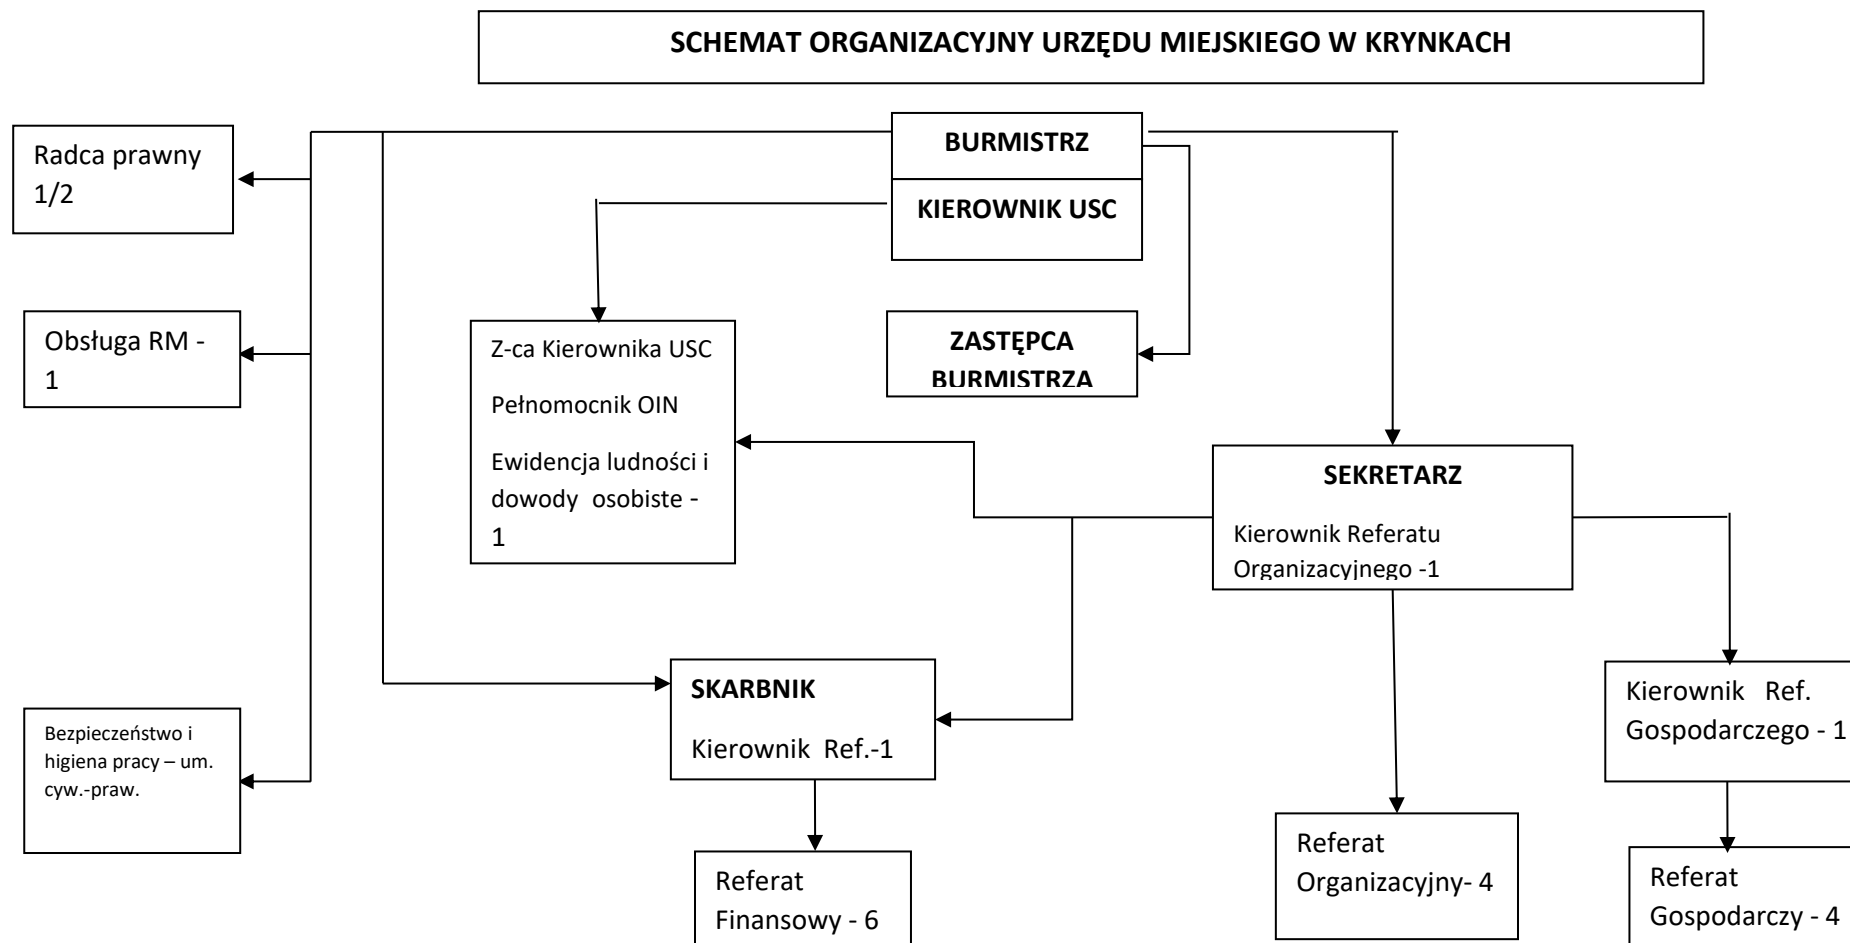 SCHEMAT ORGANIZACYJNY URZĘDU MIEJSKIEGO W KRYNKACH
BURMISTRZ
KIEROWNIK USC
Radca prawny
1/2
Obsługa RM -
1
Z-ca Kierownika USC
Pełnomocnik OIN
Ewidencja ludności i
dowody osobiste -
1
ZASTĘPCA
BURMISTRZA
SEKRETARZ
Kierownik Referatu
Organizacyjnego -1
SKARBNIK
Kierownik Ref.-1
Kierownik Ref.
Gospodarczego - 1
Bezpieczeństwo i
higiena pracy – um.
cyw.-praw.
Referat
Finansowy - 6
Referat
Organizacyjny- 4
Referat
Gospodarczy - 4